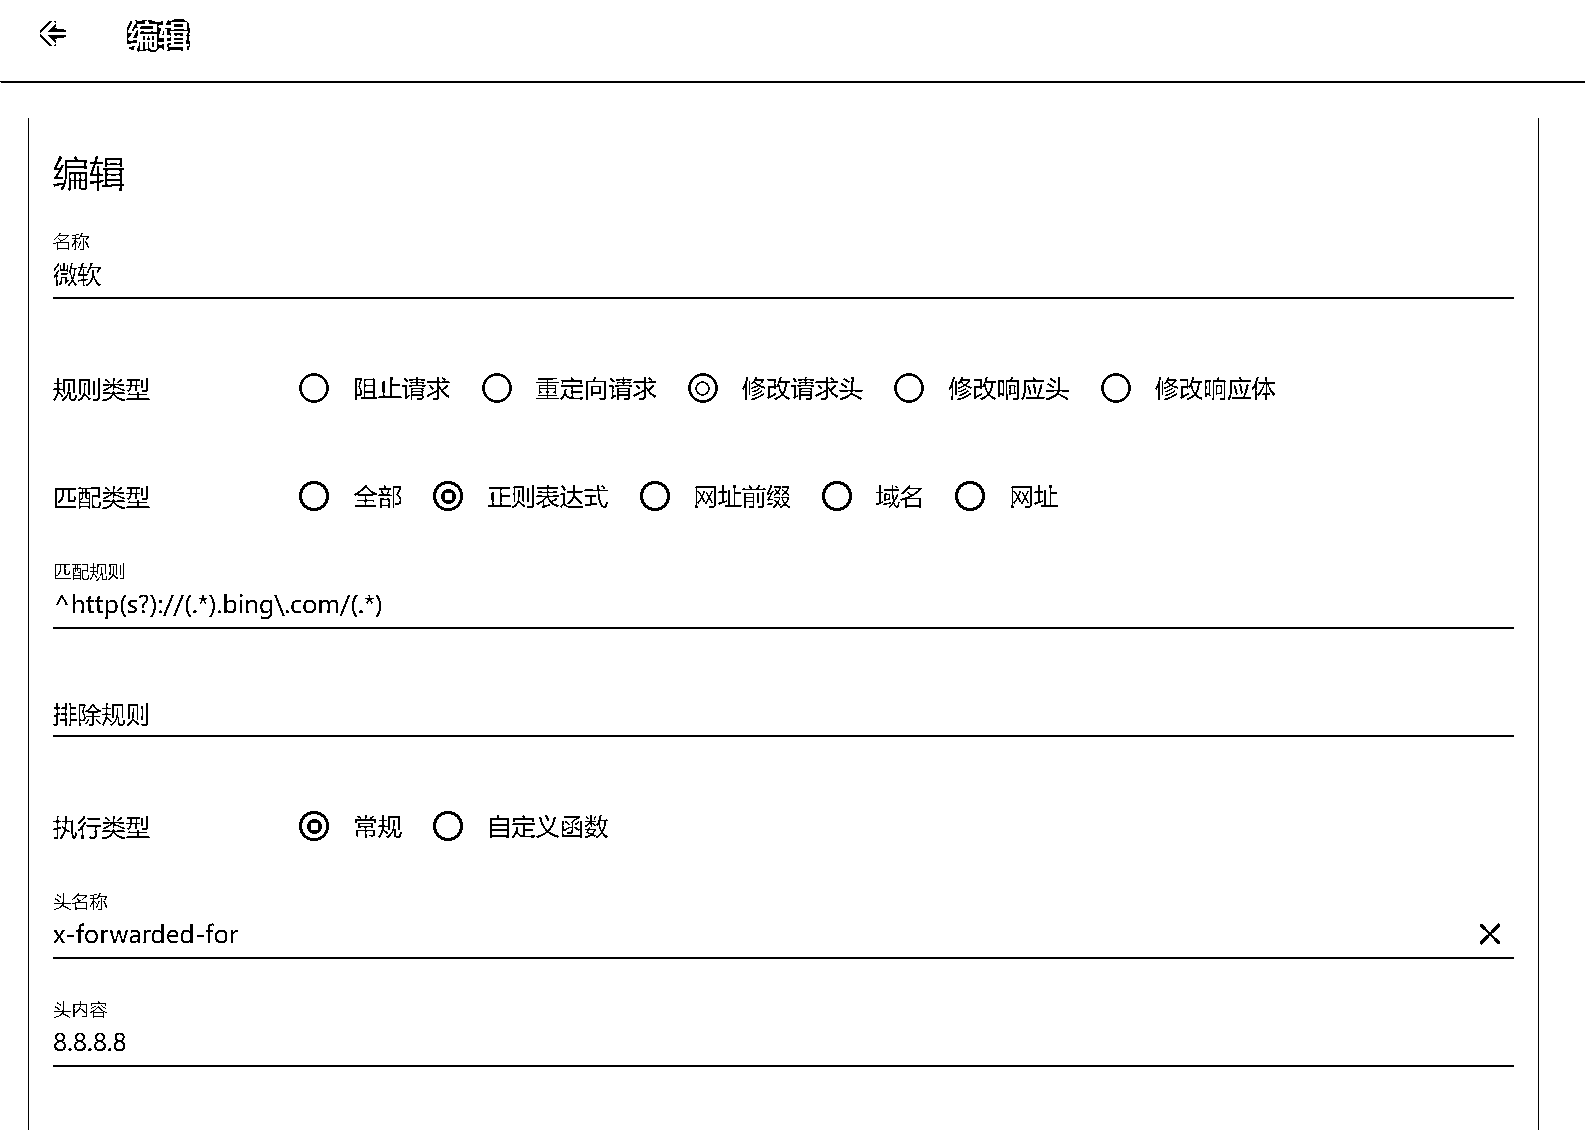 编辑
编辑
名称
微软
规则类型 阻止请求 重定向请求 修改请求头 修改响应头 修改响应体
匹配类型 全部 正则表达式 网址前缀 域名 网址
匹配规则
^http(s?)://(.*).bing\.com/(.*)
排除规则
执行类型 常规 自定义函数
头名称
x-forwarded-for
头内容
8.8.8.8